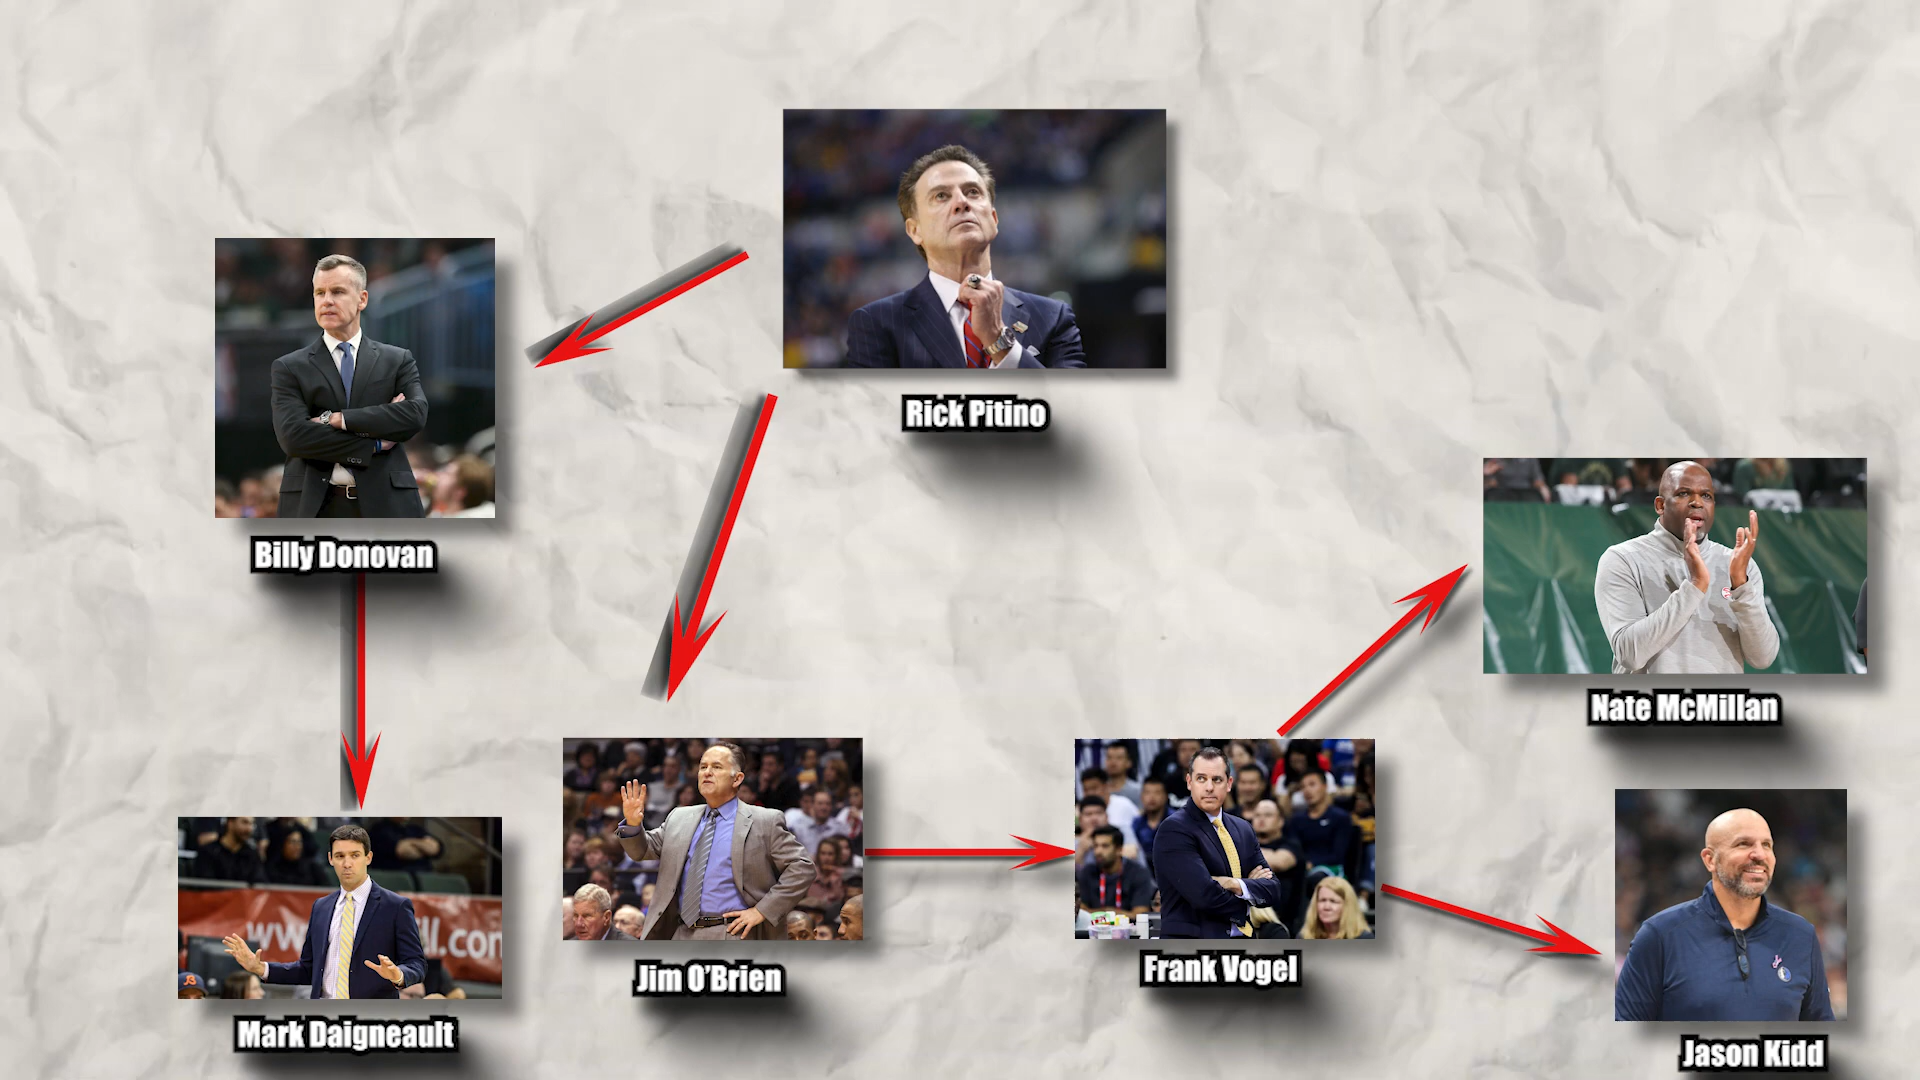 Rick Pitino
Billy Donovan
Nate McMillan
Mark Daigneault
Jim O'Brien
Frank Vogel
Jason Kidd